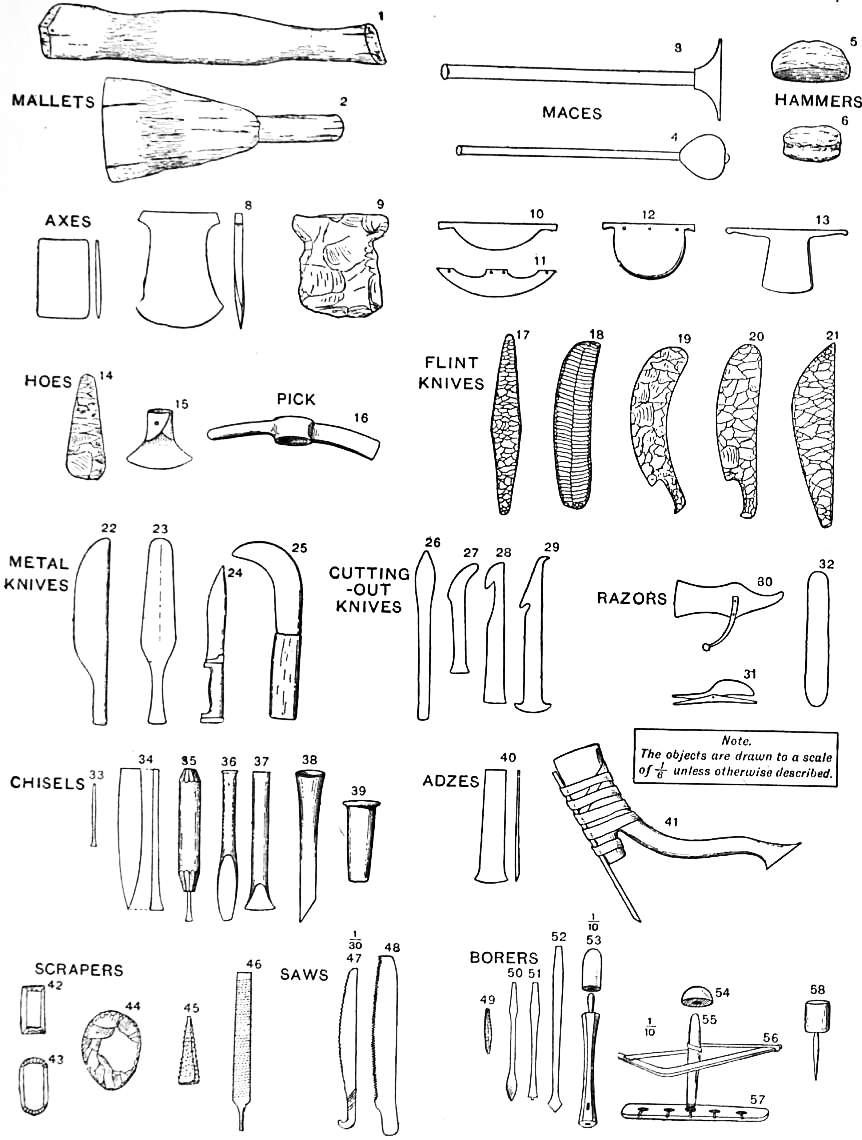 1
MALLETS
2
3
MACES
4
5
HAMMERS
6
AXES
8
9
10
11
12
13
HOES 14
15
PICK
16
FLINT
KNIVES
17
18
19
20
21
METAL
KNIVES
22
23
24
25
CUTTING
-OUT
KNIVES
26
27
28
29
RAZORS
30
31
32
Note.
The objects are drawn to a scale
of 1/6 unless otherwise described.
CHISELS
33
34
35
36
37
38
39
ADZES
40
41
SCRAPERS
42
43
44
45
46
SAWS
1/30
47
48
BORERS
49
50
51
52
1/10
53
54
1/10
55
56
57
58